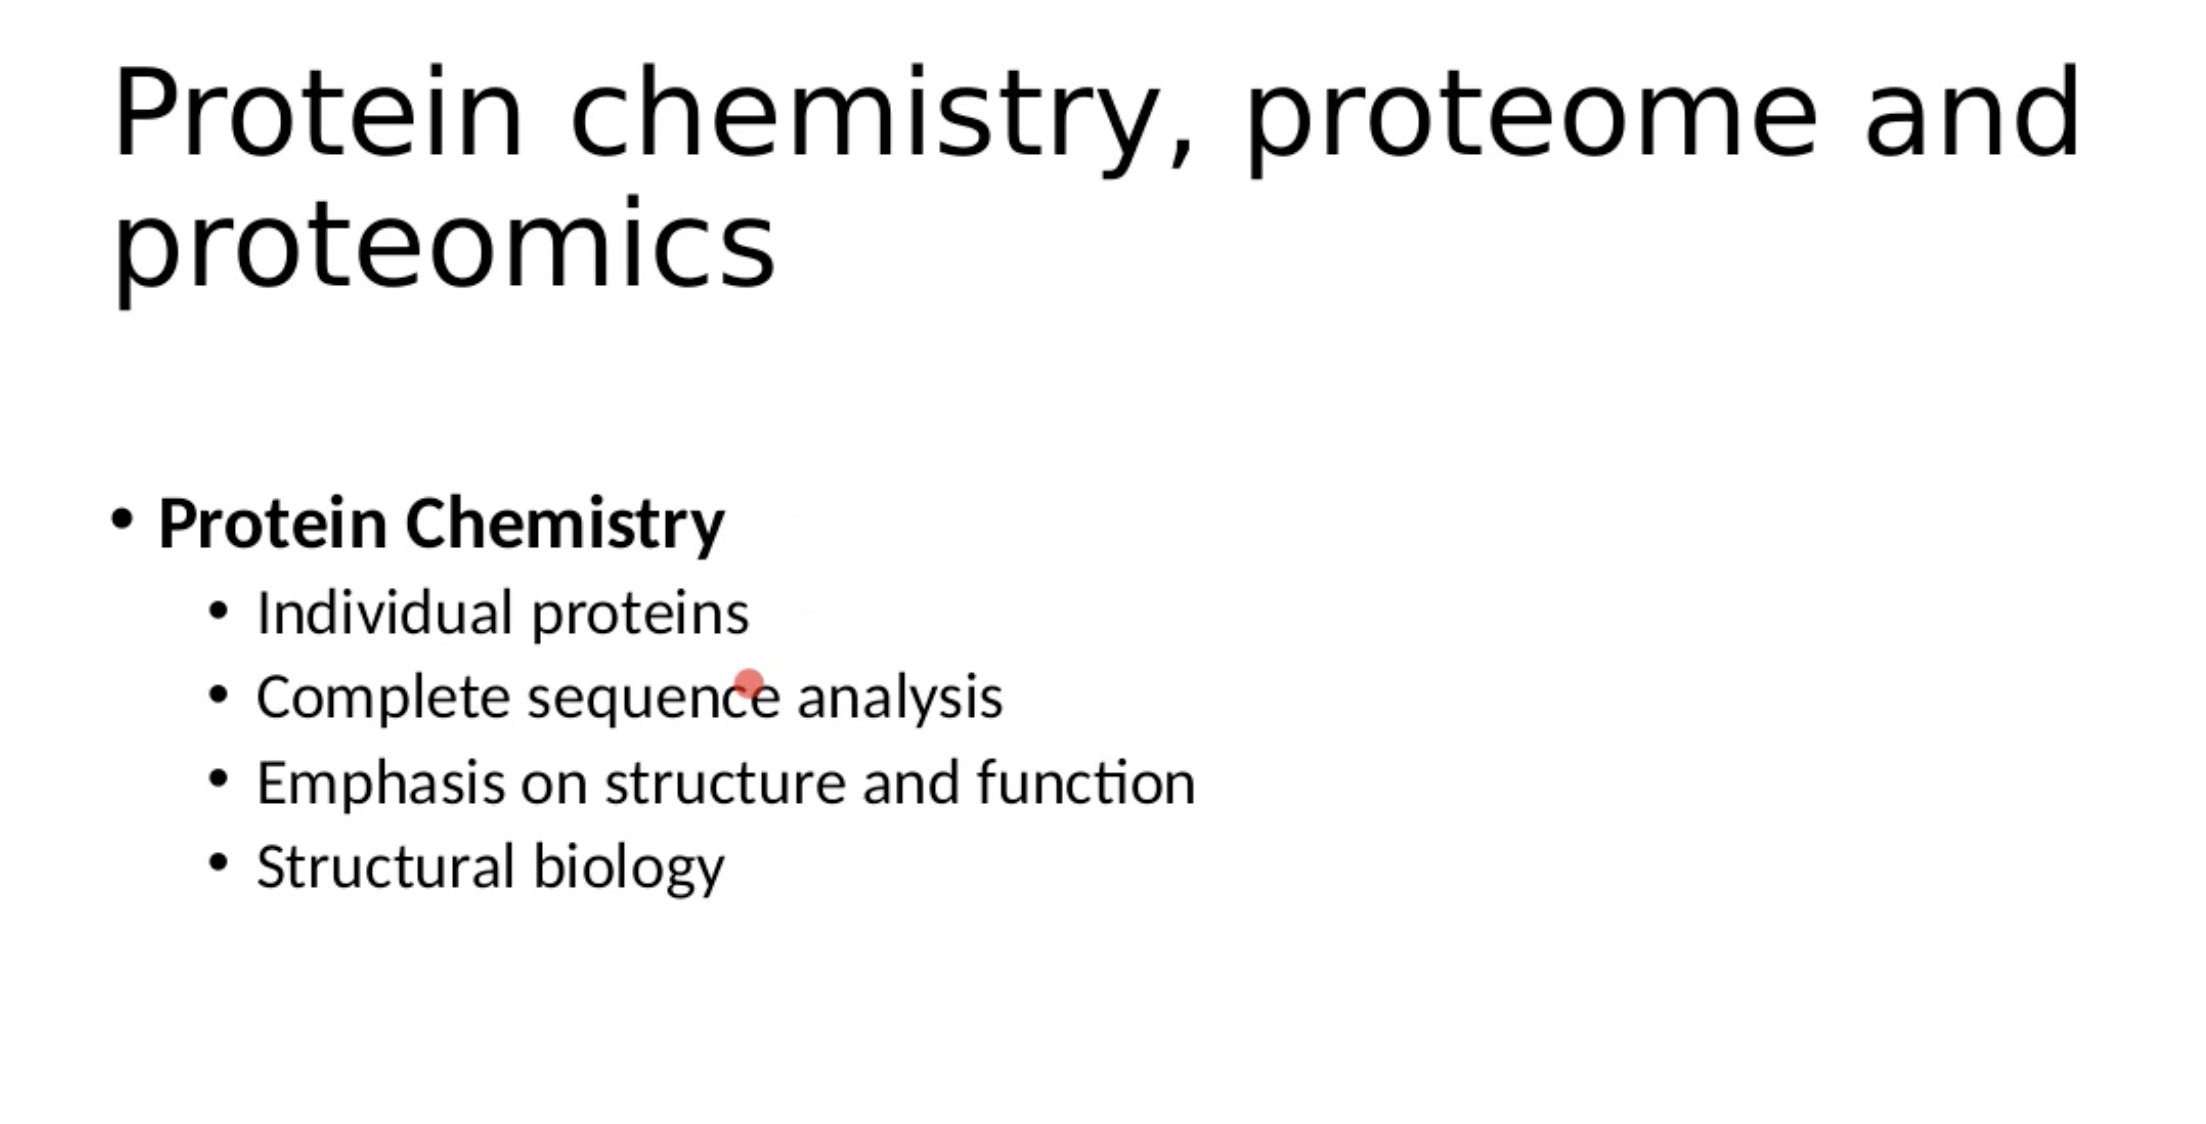 Protein chemistry, proteome and
proteomics
• Protein Chemistry
• Individual proteins
• Complete sequence analysis
• Emphasis on structure and function
• Structural biology